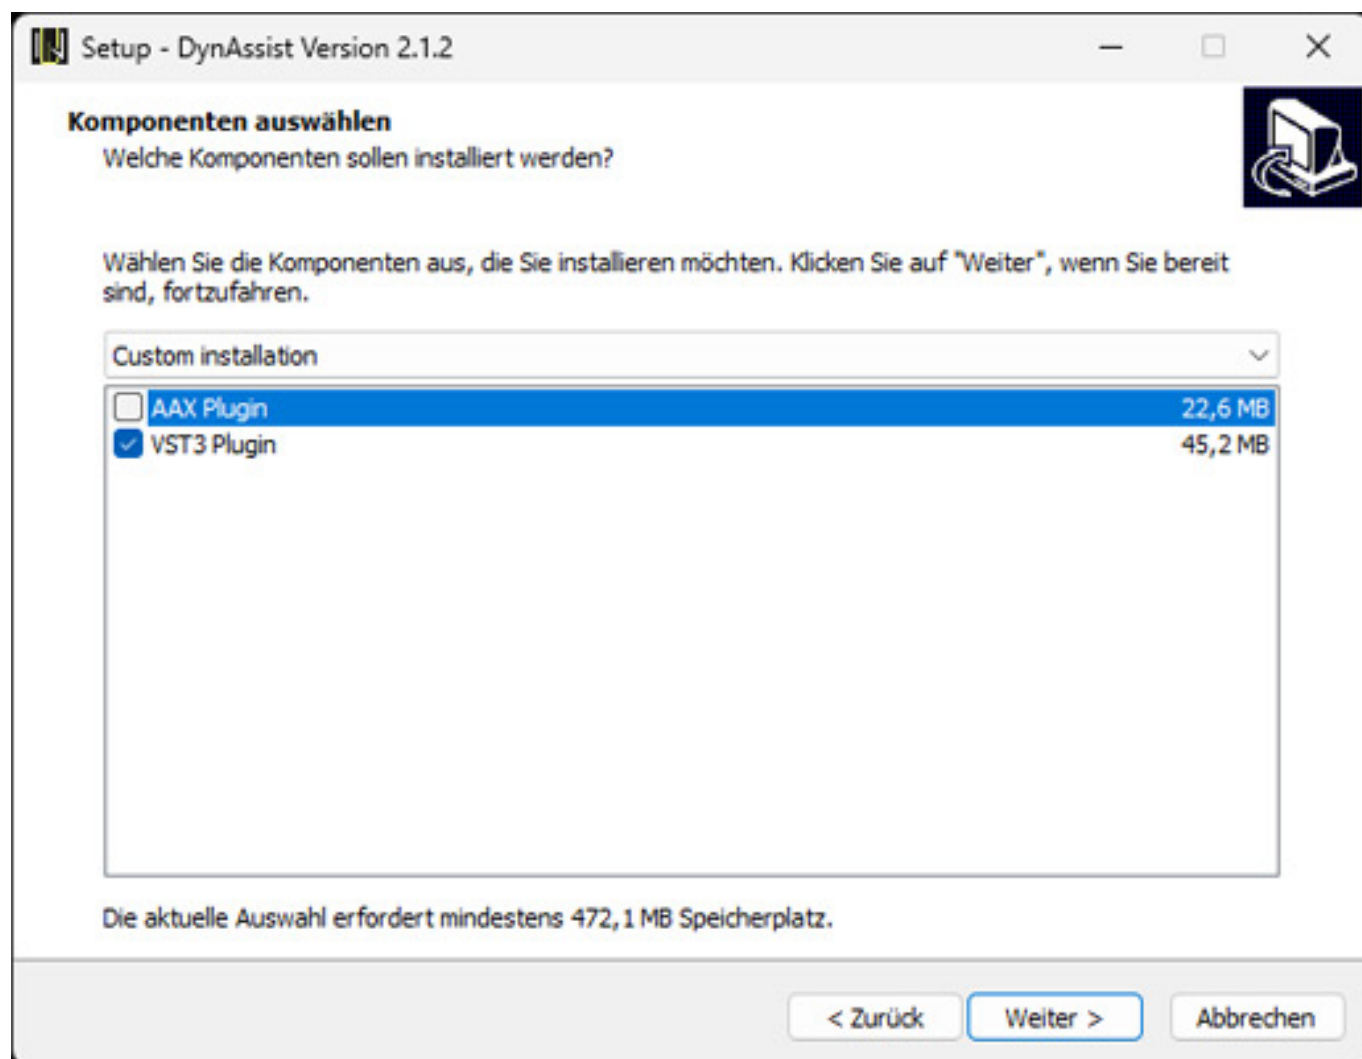 Setup - DynAssist Version 2.1.2
Komponenten auswählen
Welche Komponenten sollen installiert werden?
Wählen Sie die Komponenten aus, die Sie installieren möchten. Klicken Sie auf "Weiter", wenn Sie bereit
sind, fortzufahren.
Custom installation
AAX Plugin 22,6 MB
VST3 Plugin 45,2 MB
Die aktuelle Auswahl erfordert mindestens 472,1 MB Speicherplatz.
< Zurück Weiter > Abbrechen